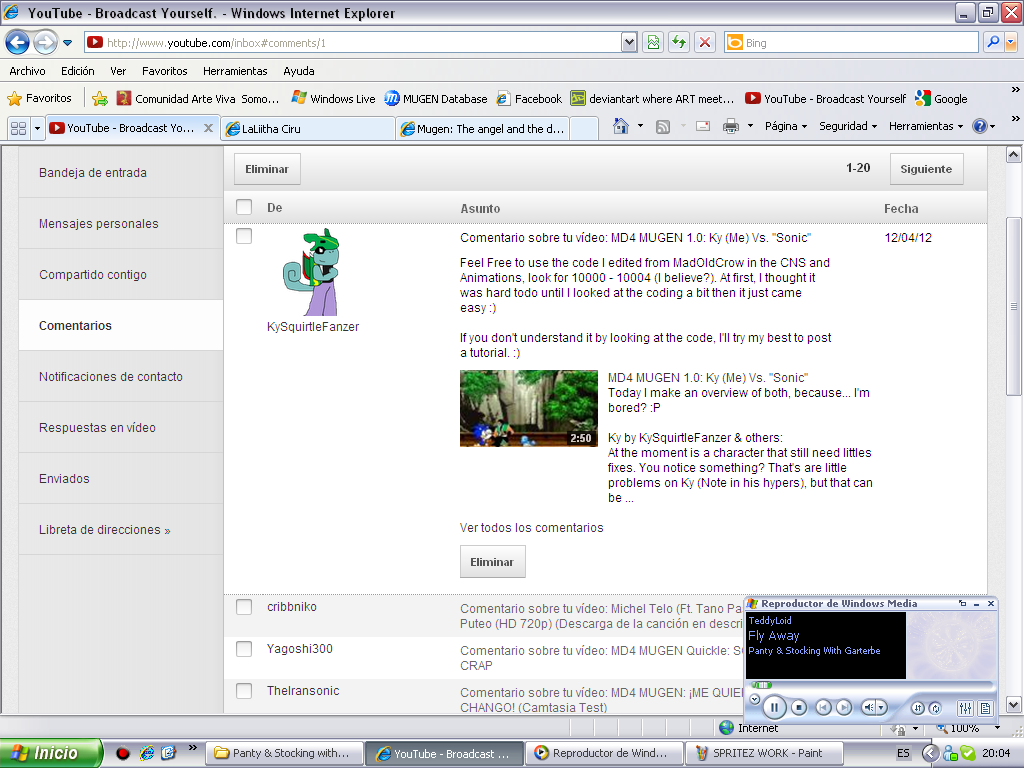 YouTube - Broadcast Yourself. - Windows Internet Explorer
http://www.youtube.com/inbox#comments/1
Bing
Archivo Edición Ver Favoritos Herramientas Ayuda
Favoritos Comunidad Arte Viva Somo... Windows Live MUGEN Database Facebook deviantart where ART meet... YouTube - Broadcast Yourself Google
YouTube - Broadcast Yo... LaLiitha Ciru Mugen: The angel and the d... Página Seguridad Herramientas
Bandeja de entrada
Mensajes personales
Compartido contigo
Comentarios
Notificaciones de contacto
Respuestas en vídeo
Enviados
Libreta de direcciones »
Eliminar 1-20 Siguiente
De Asunto Fecha
KySquirtleFanzer
Comentario sobre tu vídeo: MD4 MUGEN 1.0: Ky (Me) Vs. "Sonic" 12/04/12
Feel Free to use the code I edited from MadOldCrow in the CNS and
Animations, look for 10000 - 10004 (I believe?). At first, I thought it
was hard todo until I looked at the coding a bit then it just came
easy :)
If you don't understand it by looking at the code, I'll try my best to post
a tutorial. :)
2:50
MD4 MUGEN 1.0: Ky (Me) Vs. "Sonic"
Today I make an overview of both, because... I'm
bored? :P
Ky by KySquirtleFanzer & others:
At the moment is a character that still need littles
fixes. You notice something? That's are little
problems on Ky (Note in his hypers), but that can
be ...
Ver todos los comentarios
Eliminar
cribbniko Comentario sobre tu vídeo: Michel Telo (Ft. Tano Pa
Puteo (HD 720p) (Descarga de la canción en descri
Yagoshi300 Comentario sobre tu vídeo: MD4 MUGEN Quickle: S
CRAP
TheIransonic Comentario sobre tu vídeo: MD4 MUGEN: ¡ME QUIE
CHANGO! (Camtasia Test)
Reproductor de Windows Media
TeddyLoid
Fly Away
Panty & Stocking With Garterbe
Internet 100%
Inicio Panty & Stocking with... YouTube - Broadcast ... Reproductor de Wind... SPRITEZ WORK - Paint ES 20:04